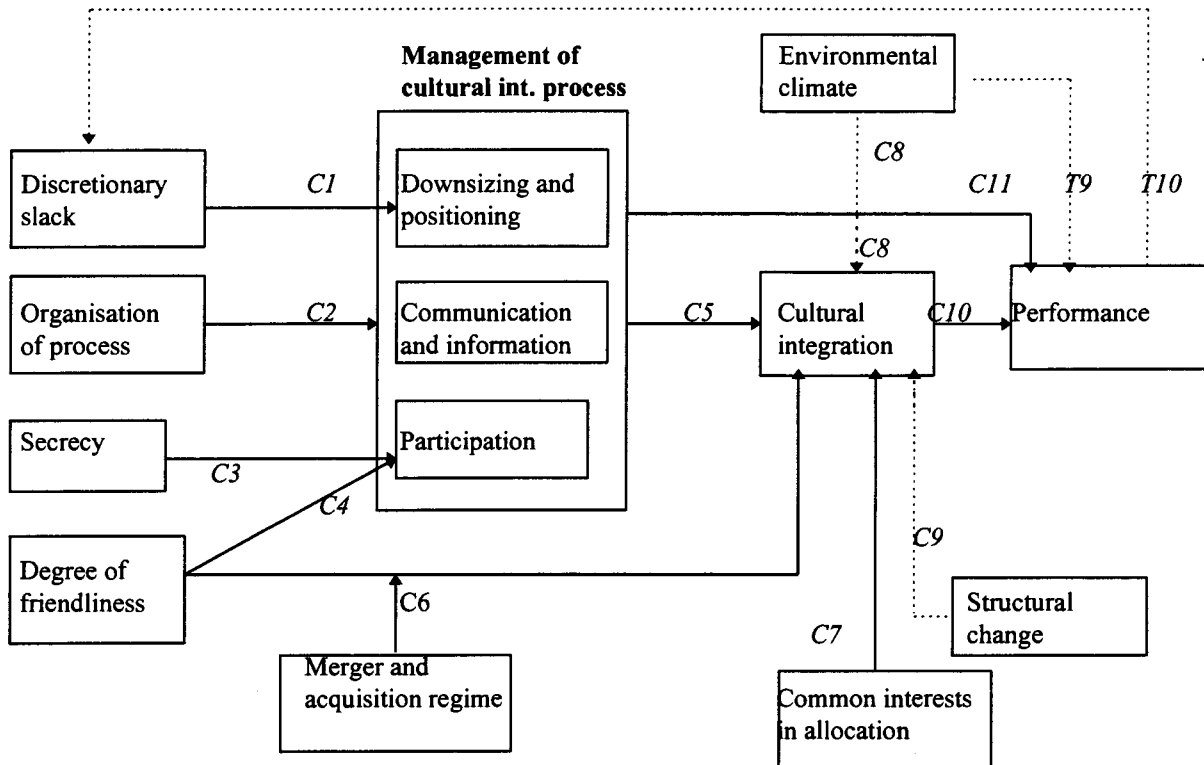 Management of
cultural int. process
Environmental
climate
C8
Discretionary
slack
C1
Downsizing and
positioning
C11
T9
T10
C8
Organisation
of process
C2
Communication
and information
C5
Cultural
integration
C10
Performance
Secrecy
C3
Participation
C4
Degree of
friendliness
C6
C9
Structural
change
C7
Merger and
acquisition regime
Common interests
in allocation